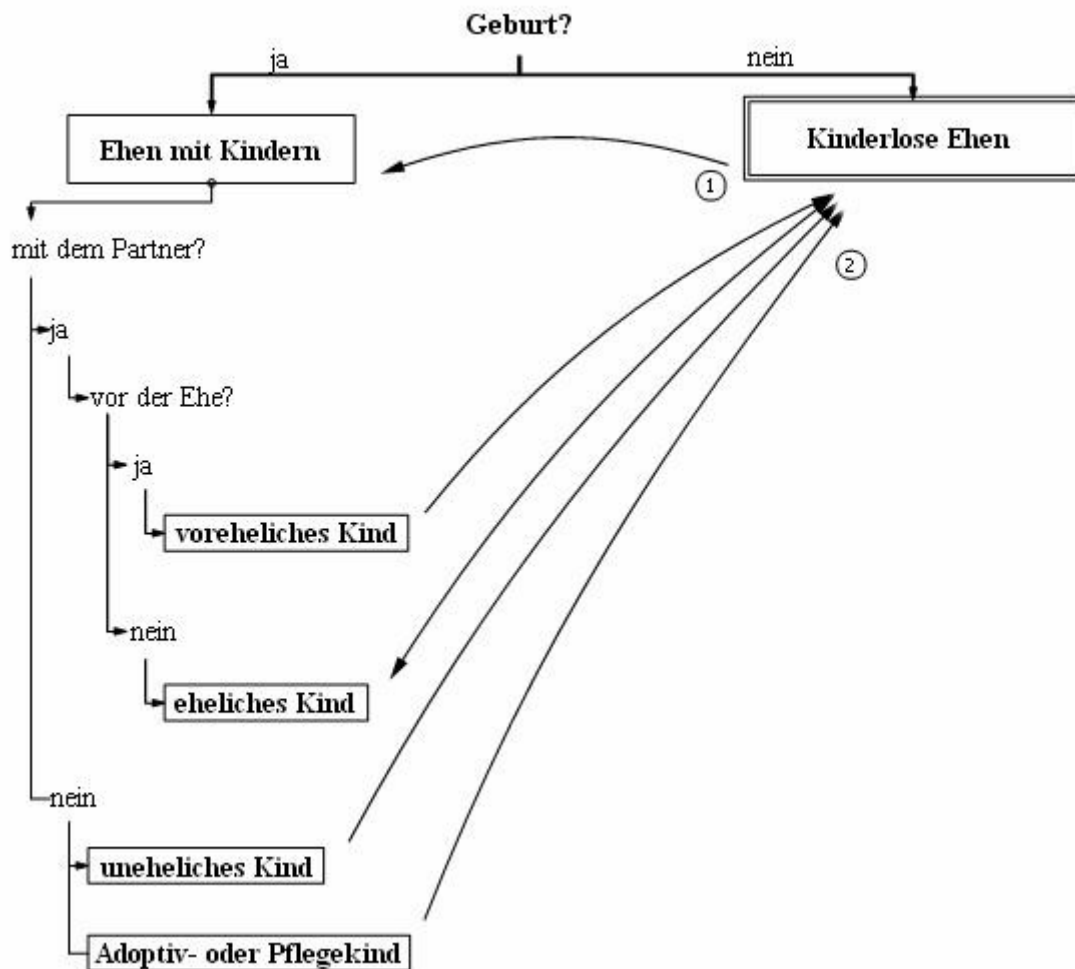 Geburt?
ja
nein
Ehen mit Kindern
Kinderlose Ehen
1
mit dem Partner?
2
ja
vor der Ehe?
ja
voreheliches Kind
nein
eheliches Kind
nein
uneheliches Kind
Adoptiv- oder Pflegekind